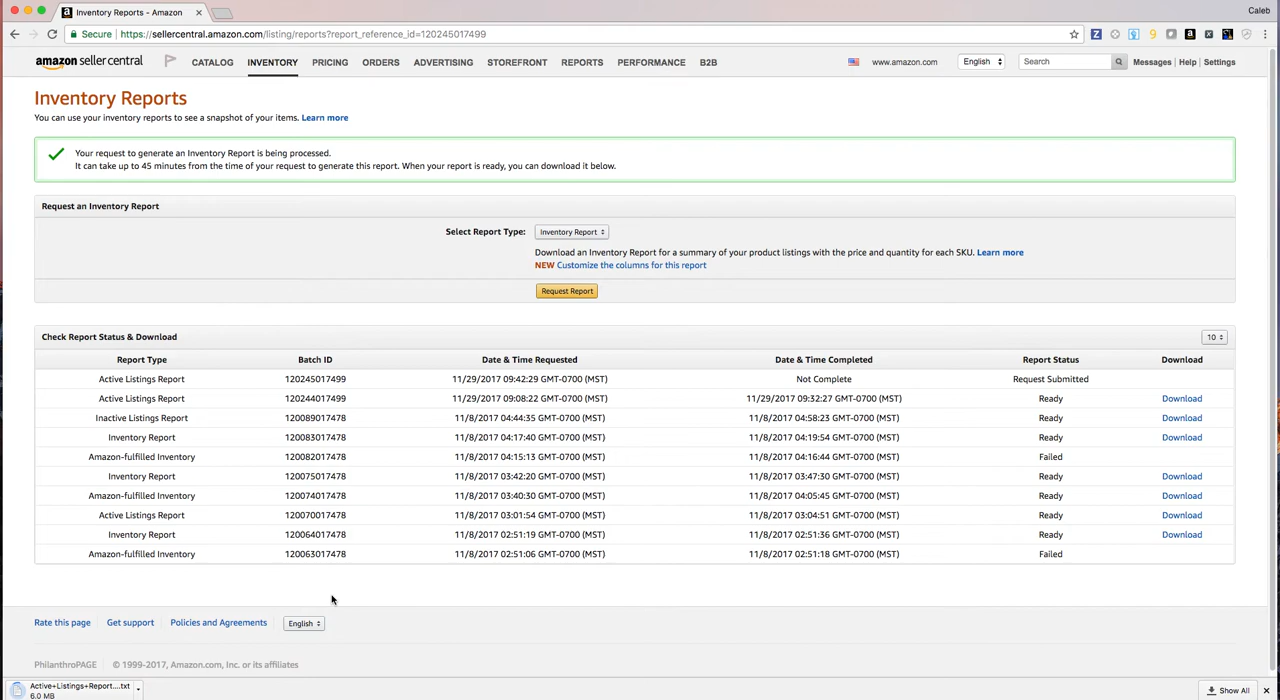 Inventory Reports - Amazon
Caleb
Secure https://sellercentral.amazon.com/listing/reports?report_reference_id=120245017499
amazon seller central
CATALOG INVENTORY PRICING ORDERS ADVERTISING STOREFRONT REPORTS PERFORMANCE B2B
www.amazon.com English Search Messages | Help | Settings
Inventory Reports
You can use your inventory reports to see a snapshot of your items. Learn more
Your request to generate an Inventory Report is being processed.
It can take up to 45 minutes from the time of your request to generate this report. When your report is ready, you can download it below.
Request an Inventory Report
Select Report Type: Inventory Report
Download an Inventory Report for a summary of your product listings with the price and quantity for each SKU. Learn more
NEW Customize the columns for this report
Request Report
Check Report Status & Download 10
Report Type Batch ID Date & Time Requested Date & Time Completed Report Status Download
Active Listings Report 120245017499 11/29/2017 09:42:29 GMT-0700 (MST) Not Complete Request Submitted
Active Listings Report 120244017499 11/29/2017 09:08:22 GMT-0700 (MST) 11/29/2017 09:32:27 GMT-0700 (MST) Ready Download
Inactive Listings Report 120089017478 11/8/2017 04:44:35 GMT-0700 (MST) 11/8/2017 04:58:23 GMT-0700 (MST) Ready Download
Inventory Report 120083017478 11/8/2017 04:17:40 GMT-0700 (MST) 11/8/2017 04:19:54 GMT-0700 (MST) Ready Download
Amazon-fulfilled Inventory 120082017478 11/8/2017 04:15:13 GMT-0700 (MST) 11/8/2017 04:16:44 GMT-0700 (MST) Failed
Inventory Report 120075017478 11/8/2017 03:42:20 GMT-0700 (MST) 11/8/2017 03:47:30 GMT-0700 (MST) Ready Download
Amazon-fulfilled Inventory 120074017478 11/8/2017 03:40:30 GMT-0700 (MST) 11/8/2017 04:05:45 GMT-0700 (MST) Ready Download
Active Listings Report 120070017478 11/8/2017 03:01:54 GMT-0700 (MST) 11/8/2017 03:04:51 GMT-0700 (MST) Ready Download
Inventory Report 120064017478 11/8/2017 02:51:19 GMT-0700 (MST) 11/8/2017 02:51:36 GMT-0700 (MST) Ready Download
Amazon-fulfilled Inventory 120063017478 11/8/2017 02:51:06 GMT-0700 (MST) 11/8/2017 02:51:18 GMT-0700 (MST) Failed
Rate this page Get support Policies and Agreements English
PhilanthroPAGE © 1999-2017, Amazon.com, Inc. or its affiliates
Active+Listings+Report....txt
6.0 MB
Show All